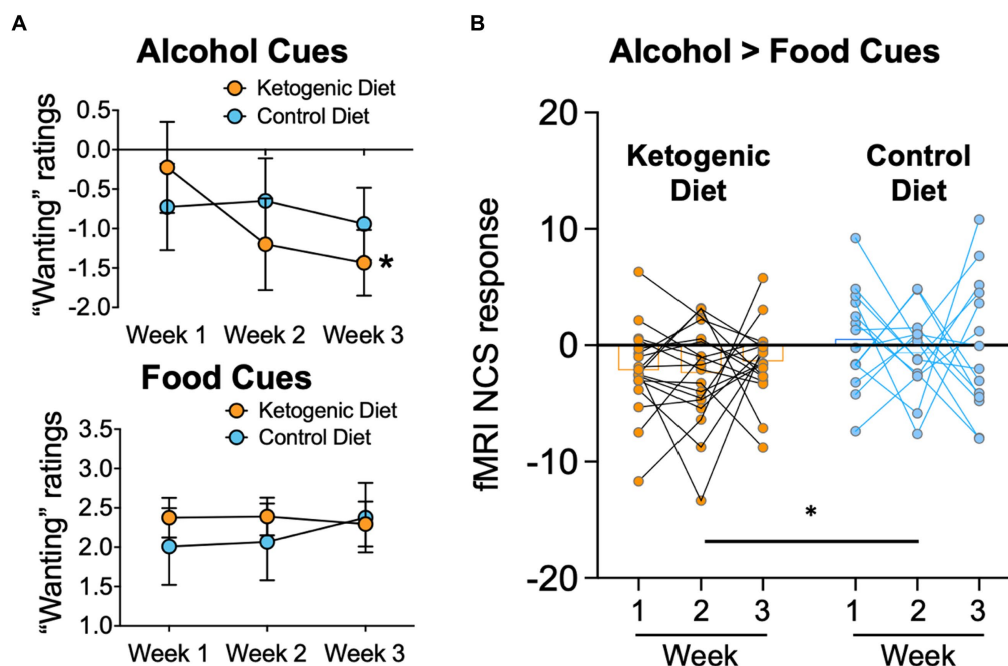 A
Alcohol Cues
Ketogenic Diet
Control Diet
"Wanting" ratings
0.5
0.0
-0.5
-1.0
-1.5
-2.0
*
Week 1 Week 2 Week 3
Food Cues
Ketogenic Diet
Control Diet
"Wanting" ratings
3.5
3.0
2.5
2.0
1.5
1.0
Week 1 Week 2 Week 3
B
Alcohol > Food Cues
fMRI NCS response
20
10
0
-10
-20
Ketogenic
Diet
Control
Diet
*
1 2 3 1 2 3
Week Week